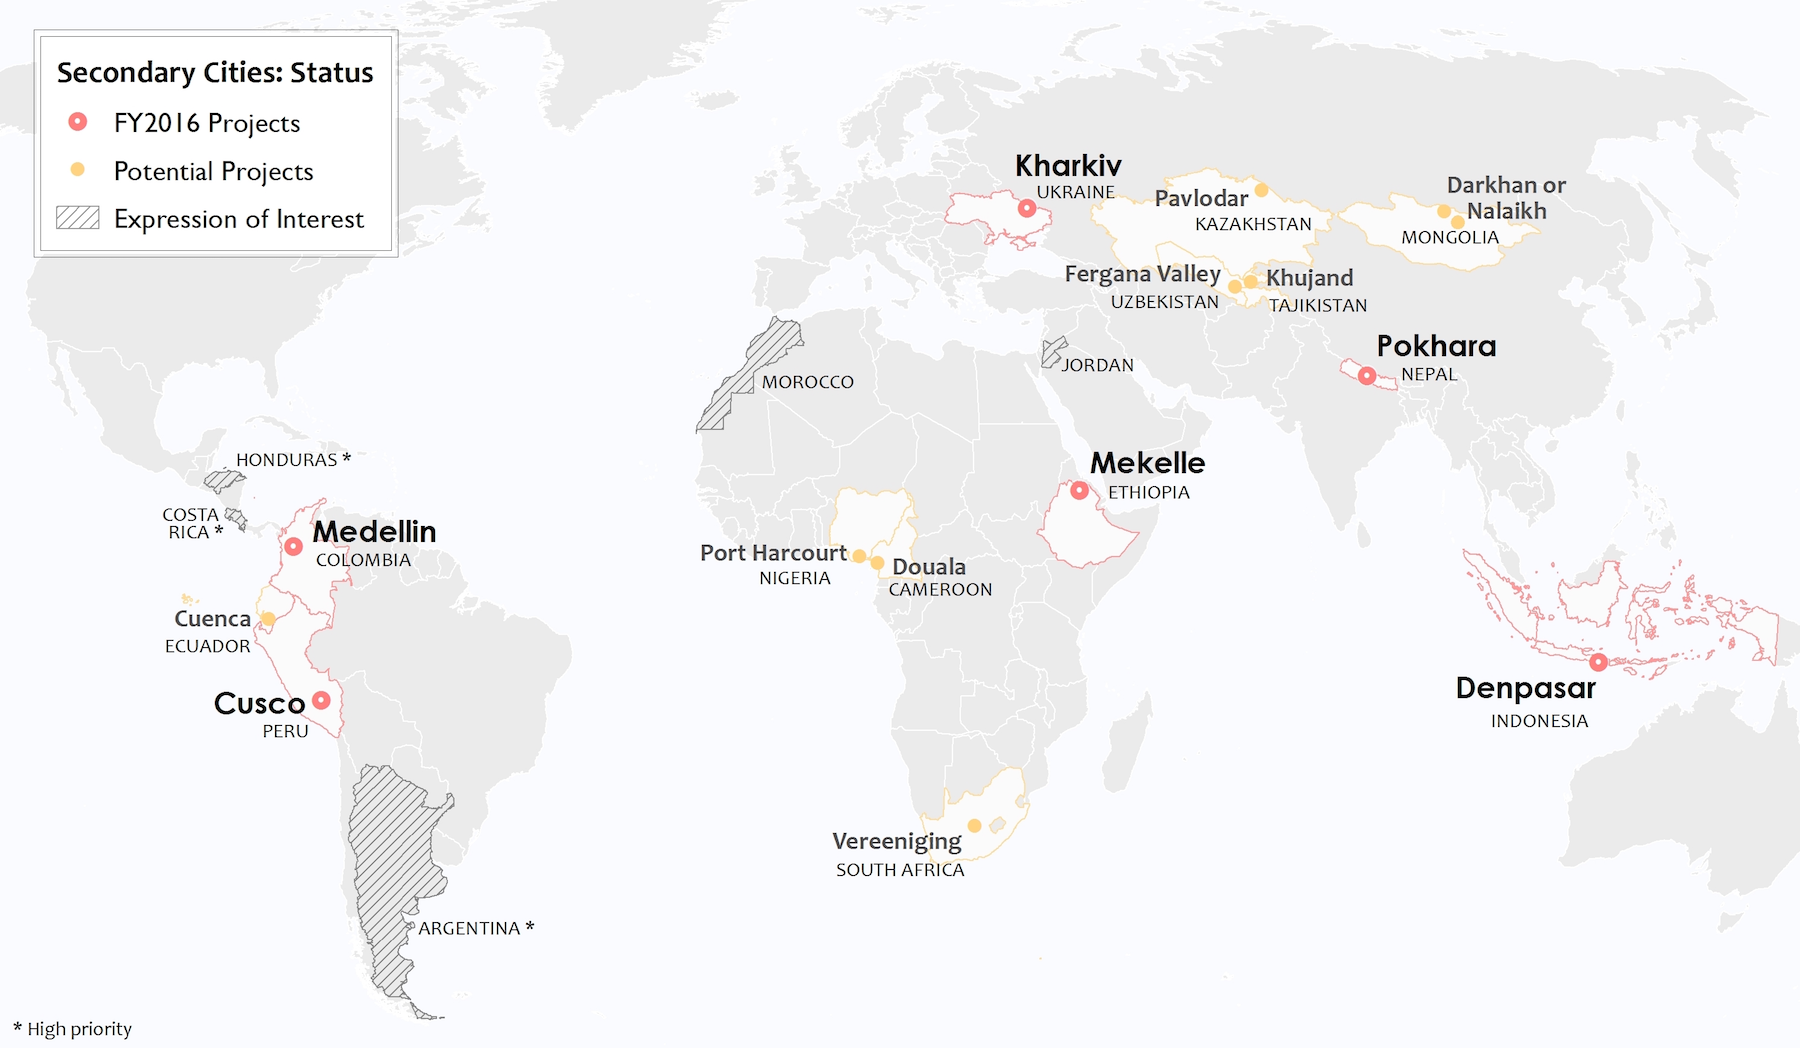 Secondary Cities: Status
FY2016 Projects
Potential Projects
Expression of Interest
Kharkiv
UKRAINE
Pavlodar
KAZAKHSTAN
Darkhan or
Nalaikh
MONGOLIA
Fergana Valley
UZBEKISTAN
Khujand
TAJIKISTAN
Pokhara
NEPAL
JORDAN
MOROCCO
HONDURAS *
COSTA
RICA *
Medellin
COLOMBIA
Mekelle
ETHIOPIA
Port Harcourt
NIGERIA
Douala
CAMEROON
Cuenca
ECUADOR
Cusco
PERU
Denpasar
INDONESIA
Vereeniging
SOUTH AFRICA
ARGENTINA *
* High priority